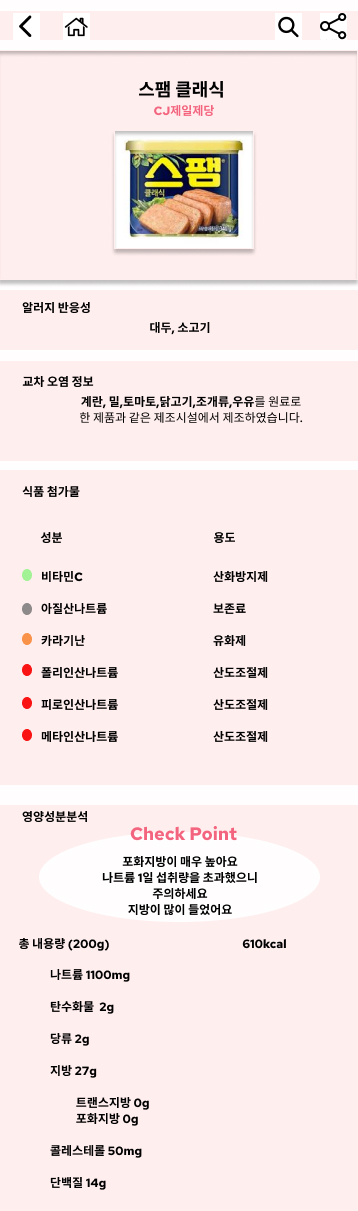 스팸 클래식
CJ제일제당
스팸
클래식
알러지 반응성
대두, 소고기
교차 오염 정보
계란, 밀,토마토,닭고기,조개류,우유를 원료로
한 제품과 같은 제조시설에서 제조하였습니다.
식품 첨가물
성분 용도
비타민C 산화방지제
아질산나트륨 보존료
카라기난 유화제
폴리인산나트륨 산도조절제
피로인산나트륨 산도조절제
메타인산나트륨 산도조절제
영양성분분석
Check Point
포화지방이 매우 높아요
나트륨 1일 섭취량을 초과했으니
주의하세요
지방이 많이 들었어요
총 내용량 (200g) 610kcal
나트륨 1100mg
탄수화물 2g
당류 2g
지방 27g
트랜스지방 0g
포화지방 0g
콜레스테롤 50mg
단백질 14g